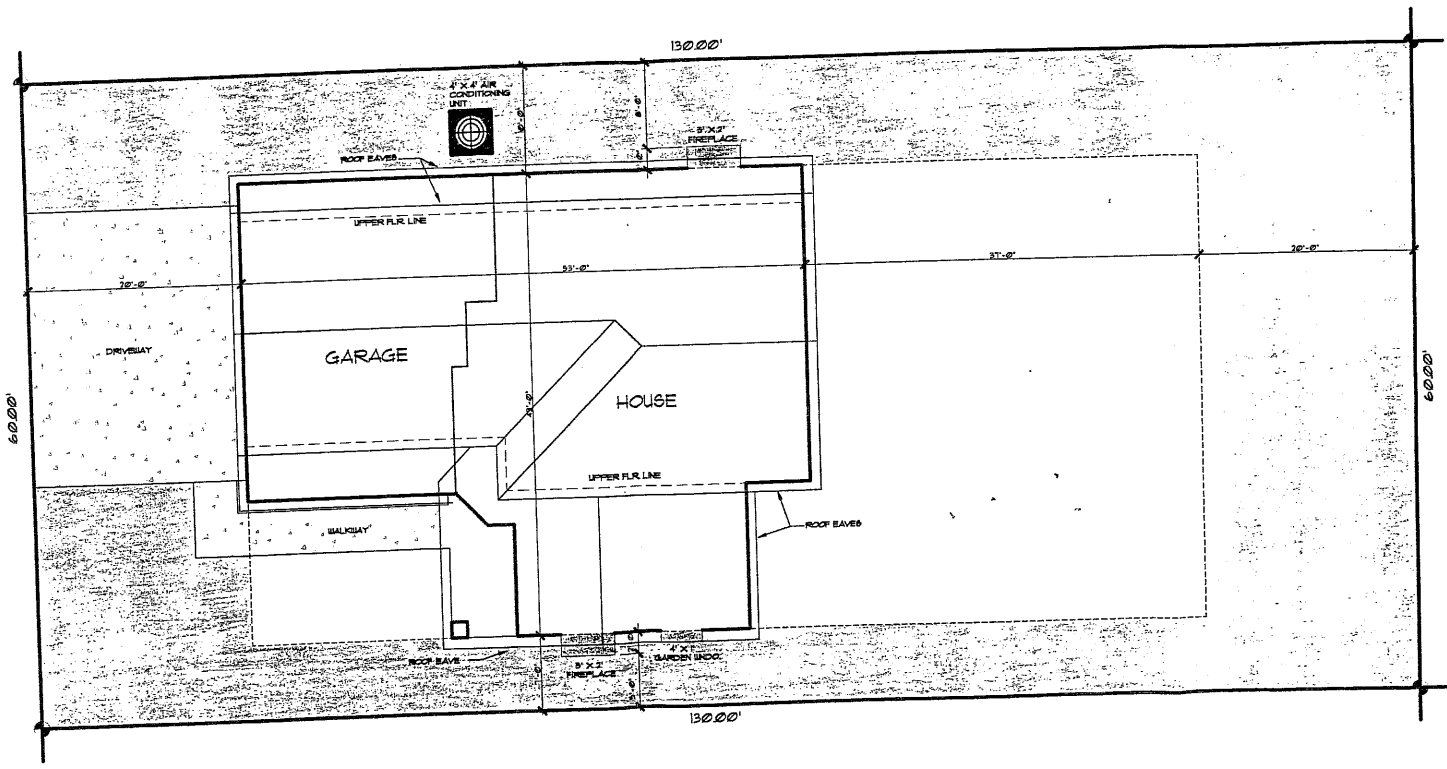 130.00'
4' X 4' AIR
CONDITIONING
UNIT
5' X 2'
FIREPLACE
ROOF EAVES
UPPER FLR. LINE
20'-0"
53'-0"
37'-0"
20'-0"
DRIVEWAY
GARAGE
HOUSE
60.00'
60.00'
UPPER FLR. LINE
ROOF EAVES
WALKWAY
ROOF EAVE
5' X 2'
FIREPLACE
4' X 1'
GARDEN WNDO.
130.00'